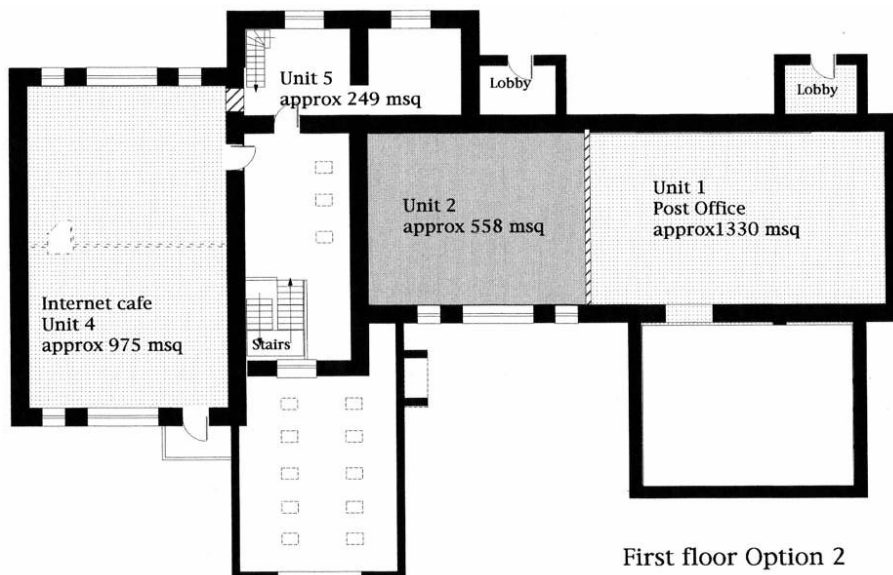 Unit 5
approx 249 msq
Lobby
Lobby
Unit 2
approx 558 msq
Unit 1
Post Office
approx1330 msq
Internet cafe
Unit 4
approx 975 msq
Stairs
First floor Option 2